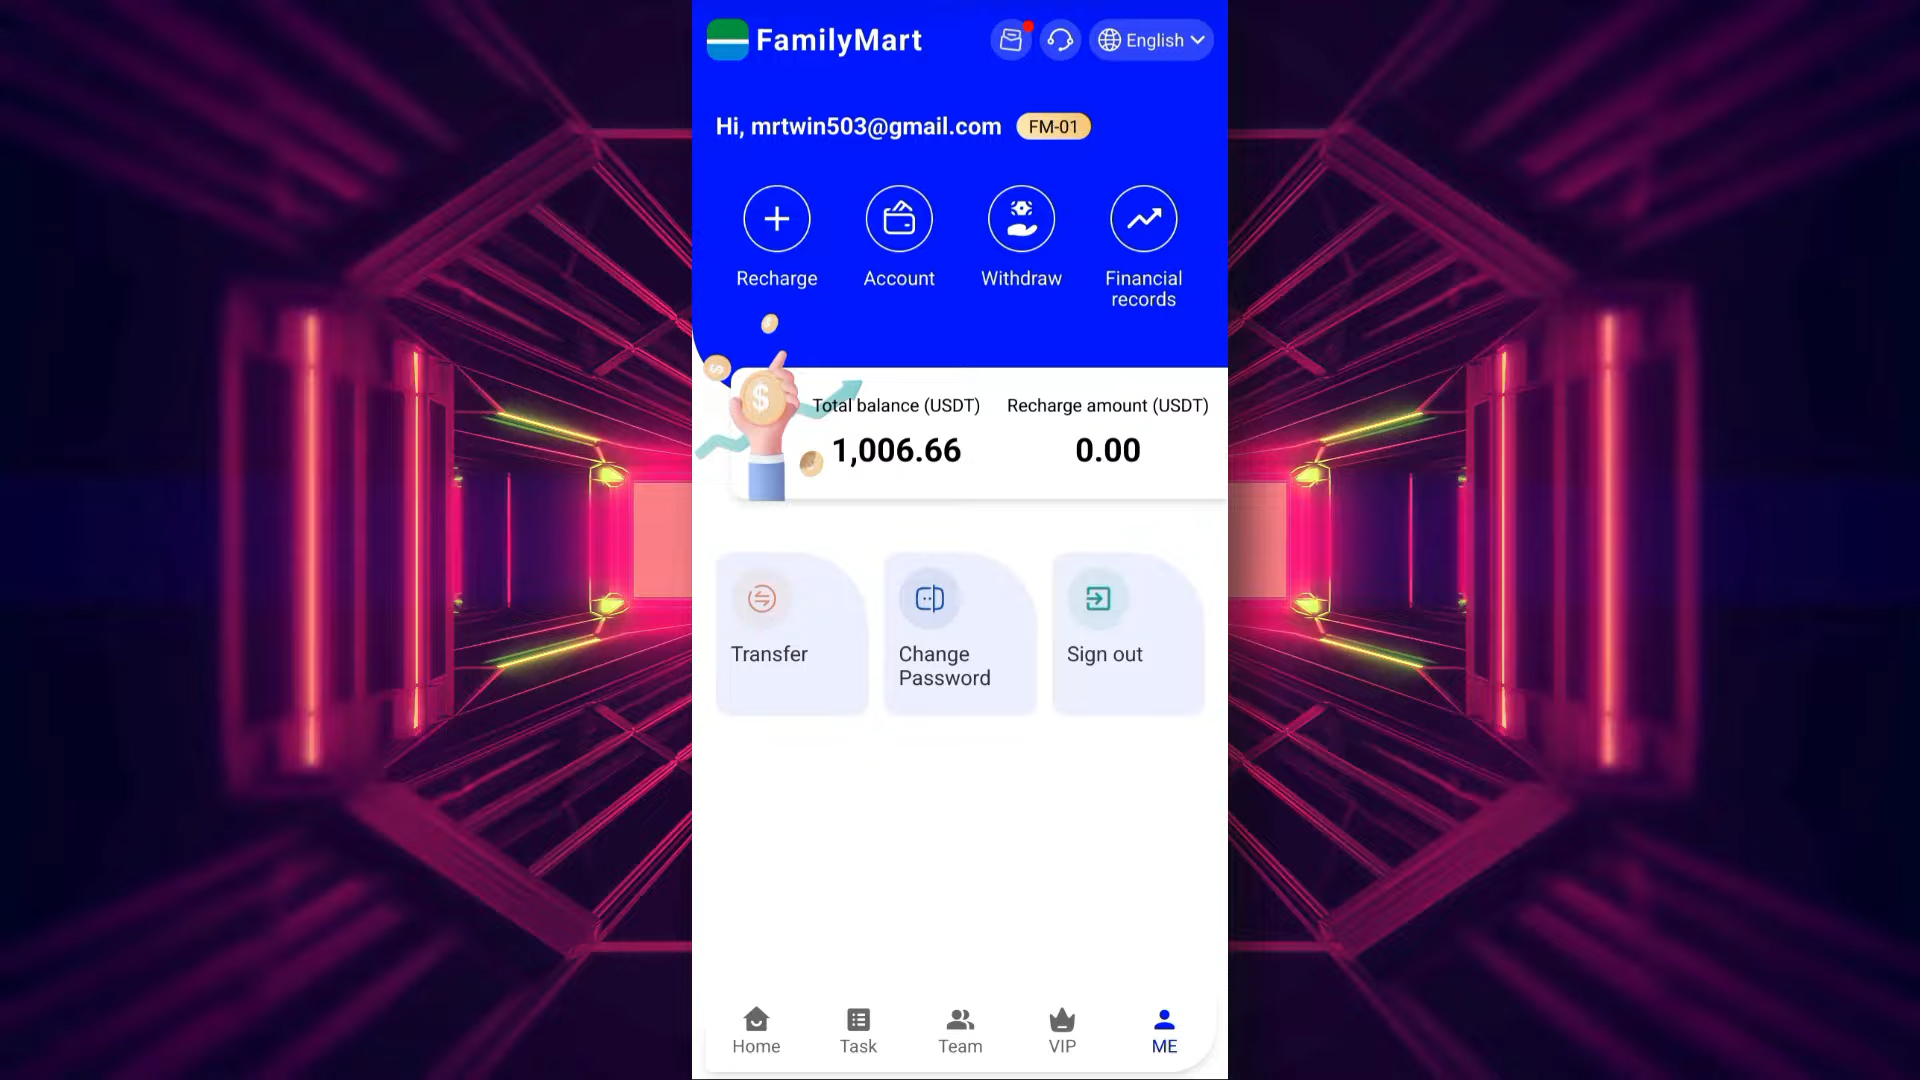 FamilyMart
English
Hi, mrtwin503@gmail.com FM-01
Recharge
Account
Withdraw
Financial
records
Total balance (USDT)
Recharge amount (USDT)
1,006.66
0.00
Transfer
Change
Password
Sign out
Home
Task
Team
VIP
ME